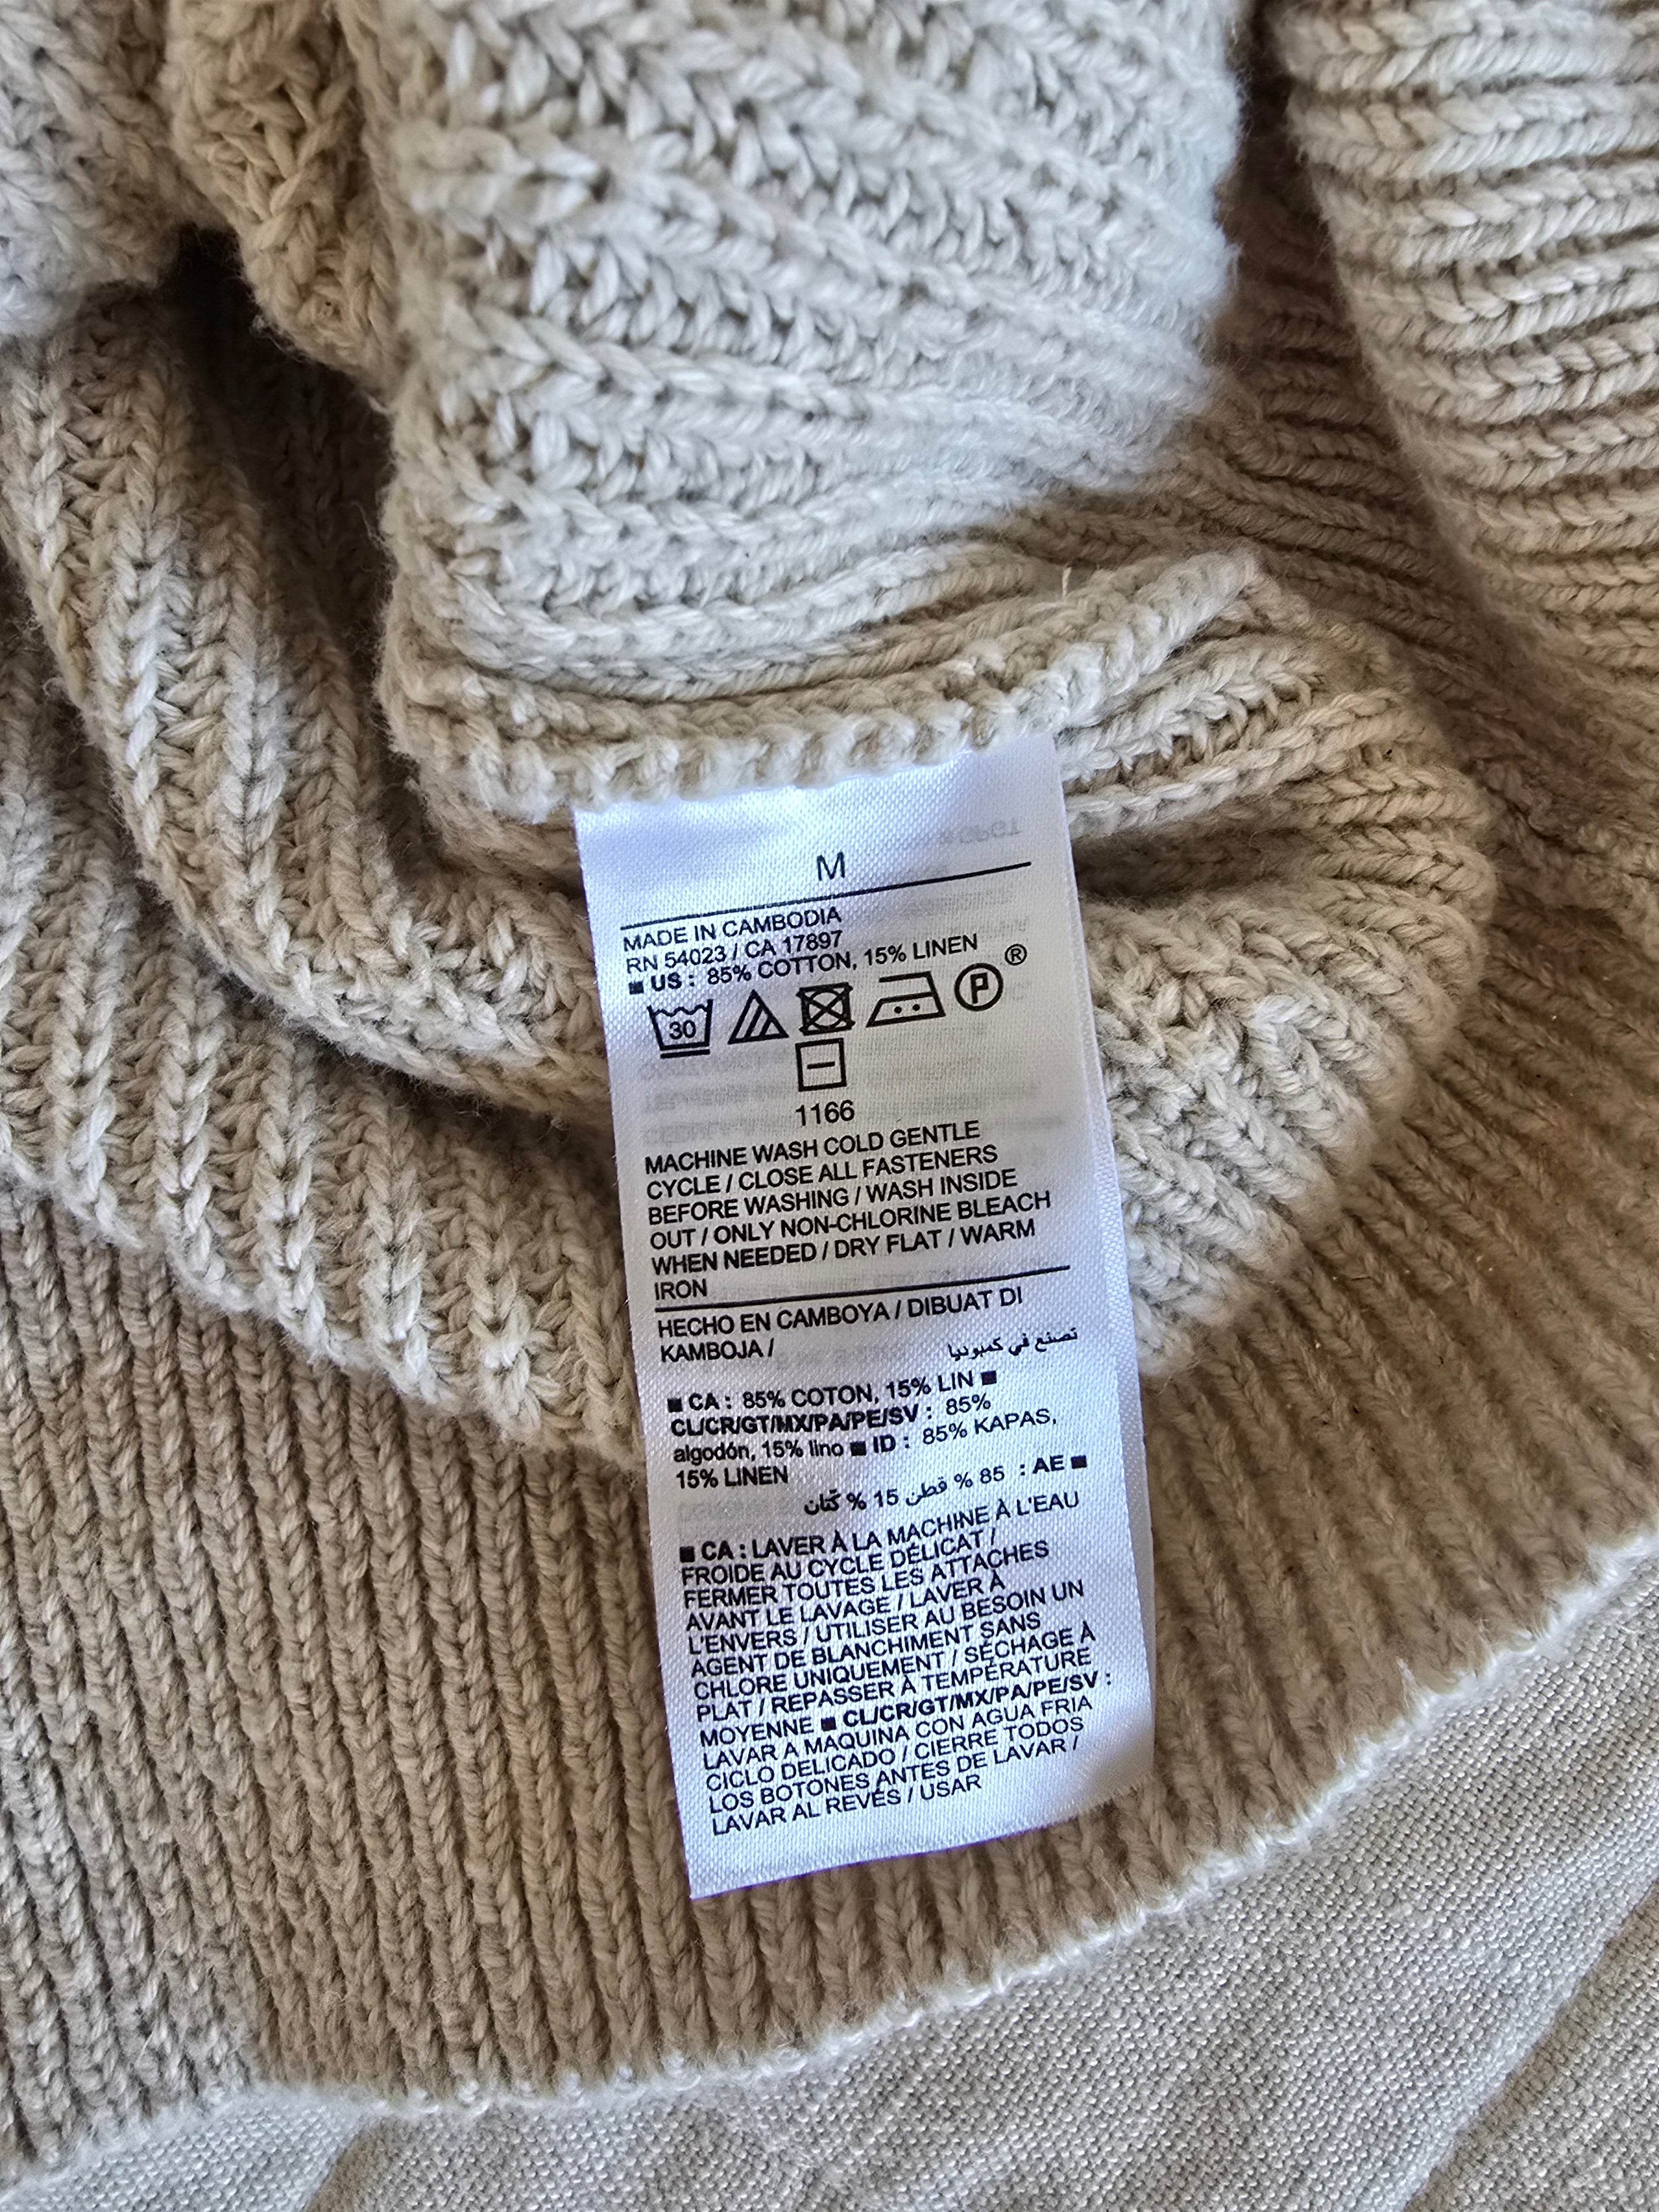 M
MADE IN CAMBODIA
RN 54023 / CA 17897
■ US : 85% COTTON, 15% LINEN
30 P ®
1166
MACHINE WASH COLD GENTLE
CYCLE / CLOSE ALL FASTENERS
BEFORE WASHING / WASH INSIDE
OUT / ONLY NON-CHLORINE BLEACH
WHEN NEEDED / DRY FLAT / WARM
IRON
HECHO EN CAMBOYA / DIBUAT DI
KAMBOJA /
تصنع في كمبوديا
■ CA : 85% COTON, 15% LIN ■
CL/CR/GT/MX/PA/PE/SV : 85%
algodón, 15% lino ■ ID : 85% KAPAS,
15% LINEN
■ AE : 85 % قطن 15 % كتّان
■ CA : LAVER À LA MACHINE À L'EAU
FROIDE AU CYCLE DÉLICAT /
FERMER TOUTES LES ATTACHES
AVANT LE LAVAGE / LAVER À
L'ENVERS / UTILISER AU BESOIN UN
AGENT DE BLANCHIMENT SANS
CHLORE UNIQUEMENT / SÉCHAGE À
PLAT / REPASSER À TEMPÉRATURE
MOYENNE ■ CL/CR/GT/MX/PA/PE/SV :
LAVAR A MAQUINA CON AGUA FRIA
CICLO DELICADO / CIERRE TODOS
LOS BOTONES ANTES DE LAVAR /
LAVAR AL REVÉS / USAR